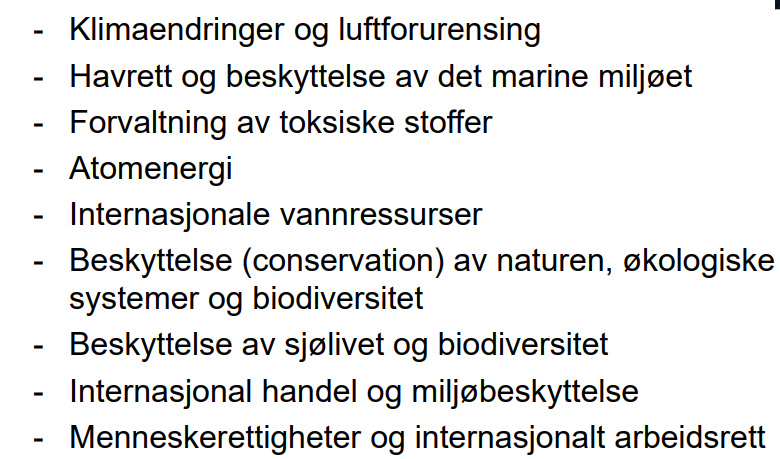 - Klimaendringer og luftforurensing
- Havrett og beskyttelse av det marine miljøet
- Forvaltning av toksiske stoffer
- Atomenergi
- Internasjonale vannressurser
- Beskyttelse (conservation) av naturen, økologiske
systemer og biodiversitet
- Beskyttelse av sjølivet og biodiversitet
- Internasjonal handel og miljøbeskyttelse
- Menneskerettigheter og internasjonalt arbeidsrett